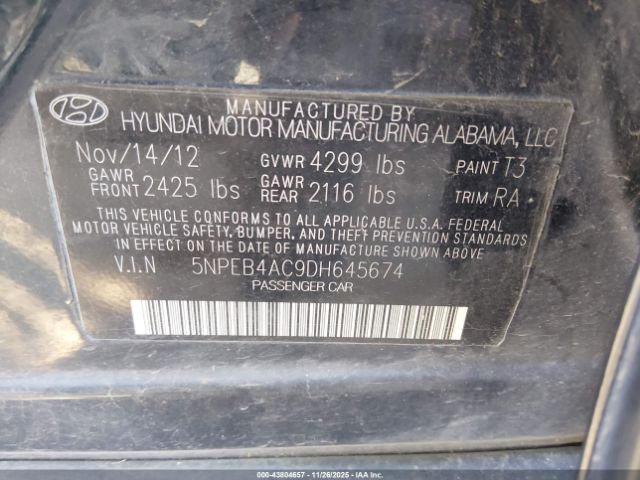 MANUFACTURED BY
HYUNDAI MOTOR MANUFACTURING ALABAMA, LLC
Nov/14/12 GVWR 4299 lbs PAINT T3
GAWR FRONT 2425 lbs GAWR REAR 2116 lbs TRIM RA
THIS VEHICLE CONFORMS TO ALL APPLICABLE U.S.A. FEDERAL
MOTOR VEHICLE SAFETY, BUMPER, AND THEFT PREVENTION STANDARDS
IN EFFECT ON THE DATE OF MANUFACTURE SHOWN ABOVE
V.I.N 5NPEB4AC9DH645674
PASSENGER CAR
000-43804657 - 11/26/2025 - IAAI.COM